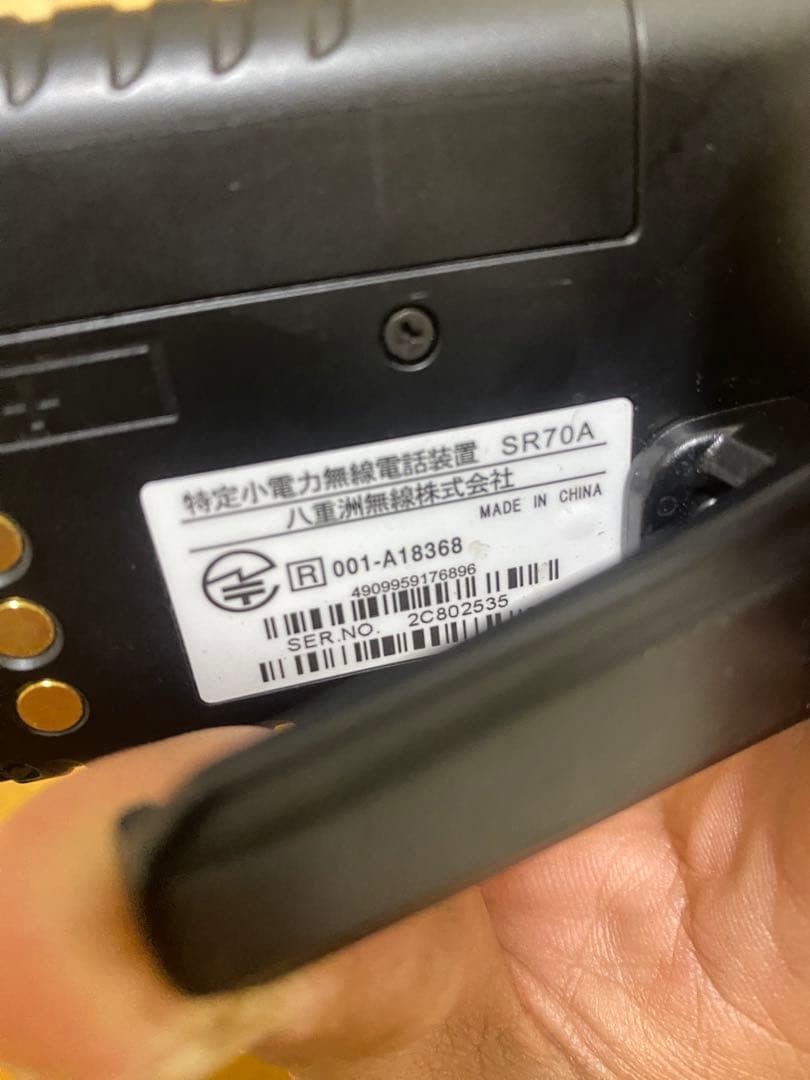 特定小電力無線電話装置 SR70A
八重洲無線株式会社
MADE IN CHINA
R 001-A18368
4909959176896
SER.NO. 2C802535